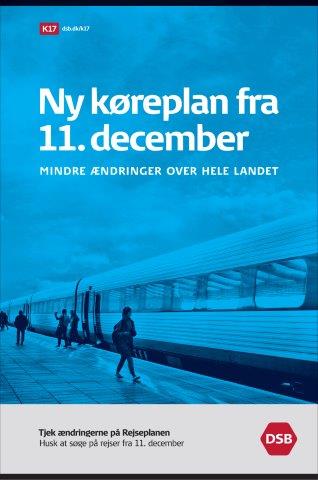 K17 dsb.dk/k17
Ny køreplan fra
11. december
MINDRE ÆNDRINGER OVER HELE LANDET
Tjek ændringerne på Rejseplanen
Husk at søge på rejser fra 11. december
DSB